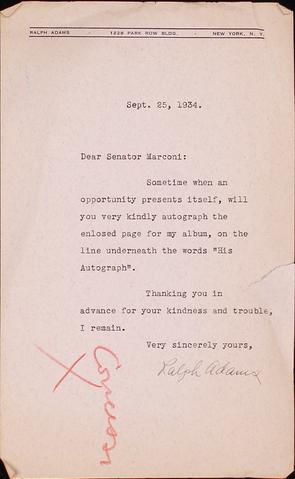 RALPH ADAMS 1228 PARK ROW BLDG. NEW YORK, N. Y.
Sept. 25, 1934.
Dear Senator Marconi:
Sometime when an
opportunity presents itself, will
you very kindly autograph the
enlosed page for my album, on the
line underneath the words "His
Autograph".
Thanking you in
advance for your kindness and trouble,
I remain.
Very sincerely yours,
Ralph Adams